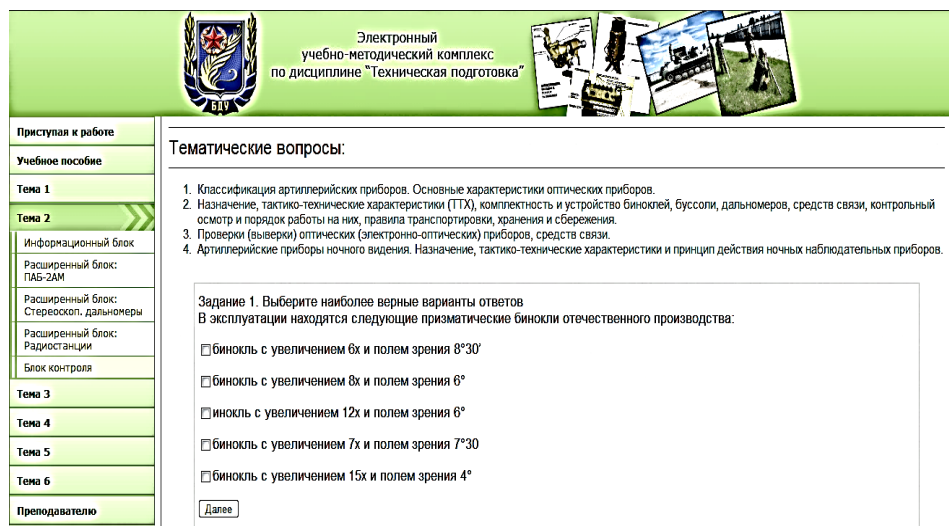 Электронный
учебно-методический комплекс
по дисциплине "Техническая подготовка"
БДУ
Приступая к работе
Учебное пособие
Тема 1
Тема 2
Информационный блок
Расширенный блок:
ПАБ-2АМ
Расширенный блок:
Стереоскоп. дальномеры
Расширенный блок:
Радиостанции
Блок контроля
Тема 3
Тема 4
Тема 5
Тема 6
Преподавателю
Тематические вопросы:
1. Классификация артиллерийских приборов. Основные характеристики оптических приборов.
2. Назначение, тактико-технические характеристики (ТТХ), комплектность и устройство биноклей, буссоли, дальномеров, средств связи, контрольный
осмотр и порядок работы на них, правила транспортировки, хранения и сбережения.
3. Проверки (выверки) оптических (электронно-оптических) приборов, средств связи.
4. Артиллерийские приборы ночного видения. Назначение, тактико-технические характеристики и принцип действия ночных наблюдательных приборов.
Задание 1. Выберите наиболее верные варианты ответов
В эксплуатации находятся следующие призматические бинокли отечественного производства:
бинокль с увеличением 6х и полем зрения 8°30'
бинокль с увеличением 8х и полем зрения 6°
инокль с увеличением 12х и полем зрения 6°
бинокль с увеличением 7х и полем зрения 7°30
бинокль с увеличением 15х и полем зрения 4°
Далее